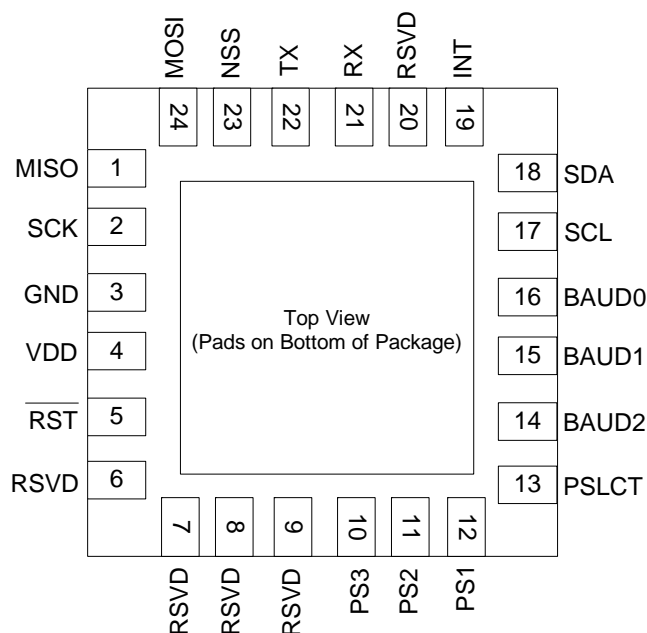 MOSI
NSS
TX
RX
RSVD
INT
24
23
22
21
20
19
MISO 1
SCK 2
GND 3
VDD 4
RST 5
RSVD 6
18 SDA
17 SCL
16 BAUD0
15 BAUD1
14 BAUD2
13 PSLCT
Top View
(Pads on Bottom of Package)
7
8
9
10
11
12
RSVD
RSVD
RSVD
PS3
PS2
PS1